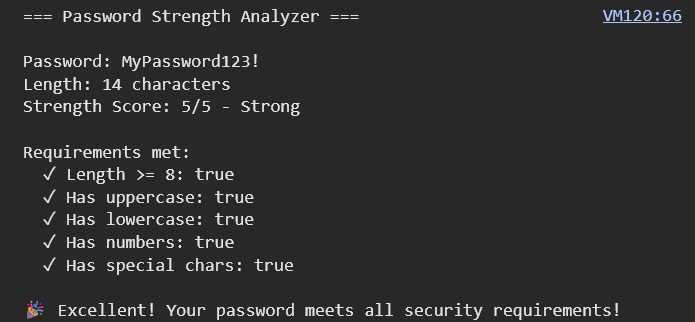 === Password Strength Analyzer === VM120:66
Password: MyPassword123!
Length: 14 characters
Strength Score: 5/5 - Strong
Requirements met:
✓ Length >= 8: true
✓ Has uppercase: true
✓ Has lowercase: true
✓ Has numbers: true
✓ Has special chars: true
🎉 Excellent! Your password meets all security requirements!